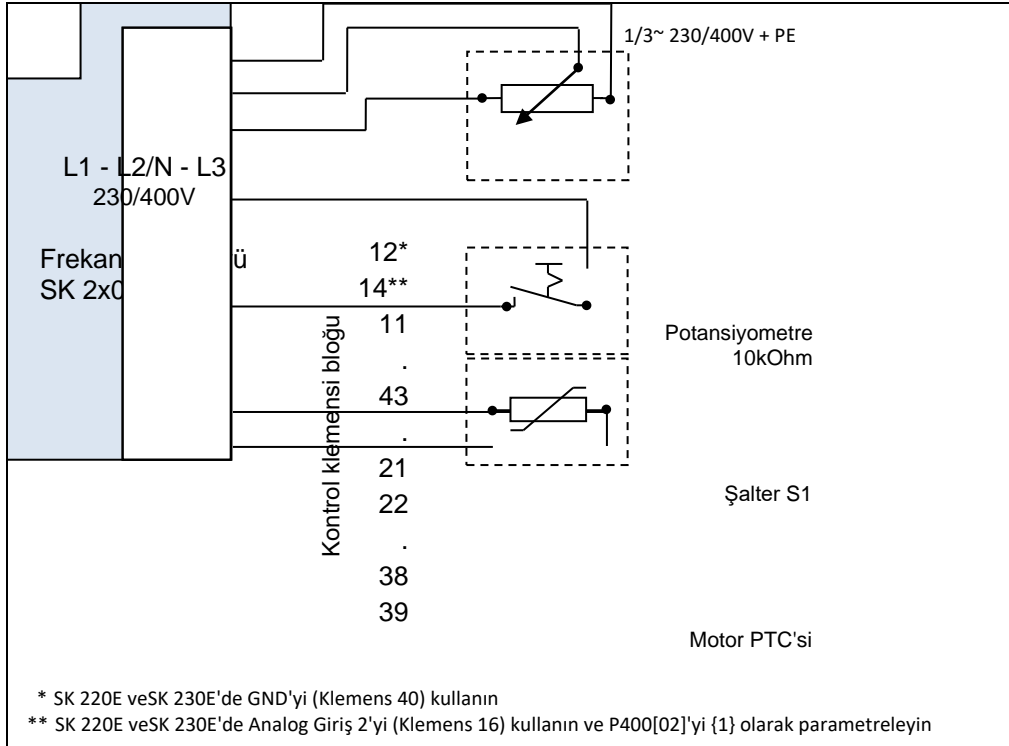 1/3~ 230/400V + PE
L1 - L2/N - L3
230/400V
Frekan ü
SK 2x0
Kontrol klemensi bloğu
12*
14**
11
.
43
.
21
22
.
38
39
Potansiyometre
10kOhm
Şalter S1
Motor PTC'si
* SK 220E veSK 230E'de GND'yi (Klemens 40) kullanın
** SK 220E veSK 230E'de Analog Giriş 2'yi (Klemens 16) kullanın ve P400[02]'yi {1} olarak parametreleyin